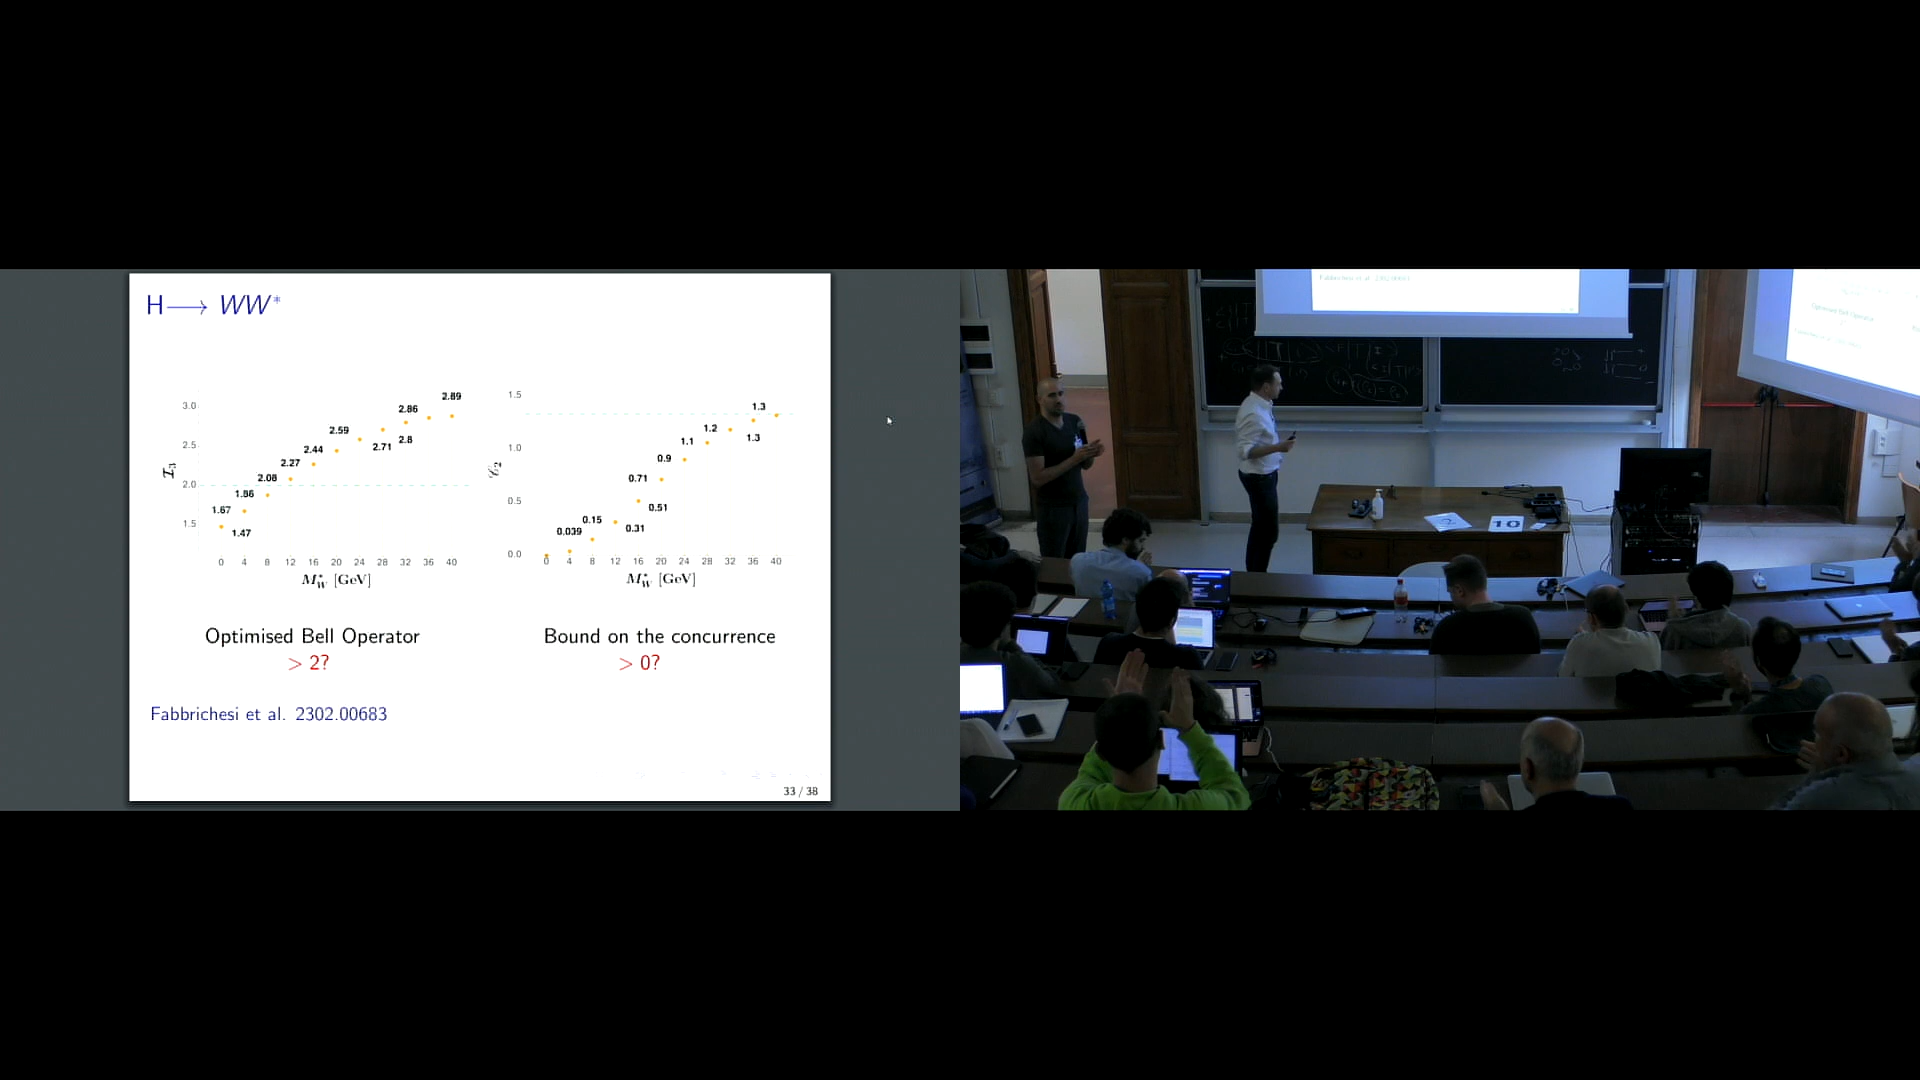 H ⟶ WW*
3.0
2.5
2.0
1.5
1.67
1.47
1.86
2.08
2.27
2.44
2.59
2.71
2.86
2.8
2.89
0 4 8 12 16 20 24 28 32 36 40
M*W [GeV]
I3
Optimised Bell Operator
> 2?
1.5
1.0
0.5
0.0
0.039
0.15
0.31
0.51
0.71
0.9
1.1
1.2
1.3
1.3
0 4 8 12 16 20 24 28 32 36 40
M*W [GeV]
𝒞2
Bound on the concurrence
> 0?
Fabbrichesi et al. 2302.00683
33 / 38
Optimised Bell Operator
10